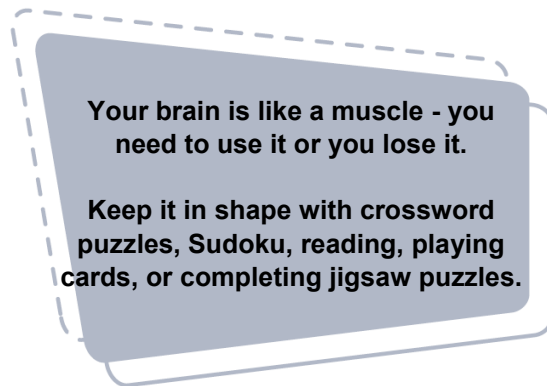 Your brain is like a muscle - you
need to use it or you lose it.
Keep it in shape with crossword
puzzles, Sudoku, reading, playing
cards, or completing jigsaw puzzles.